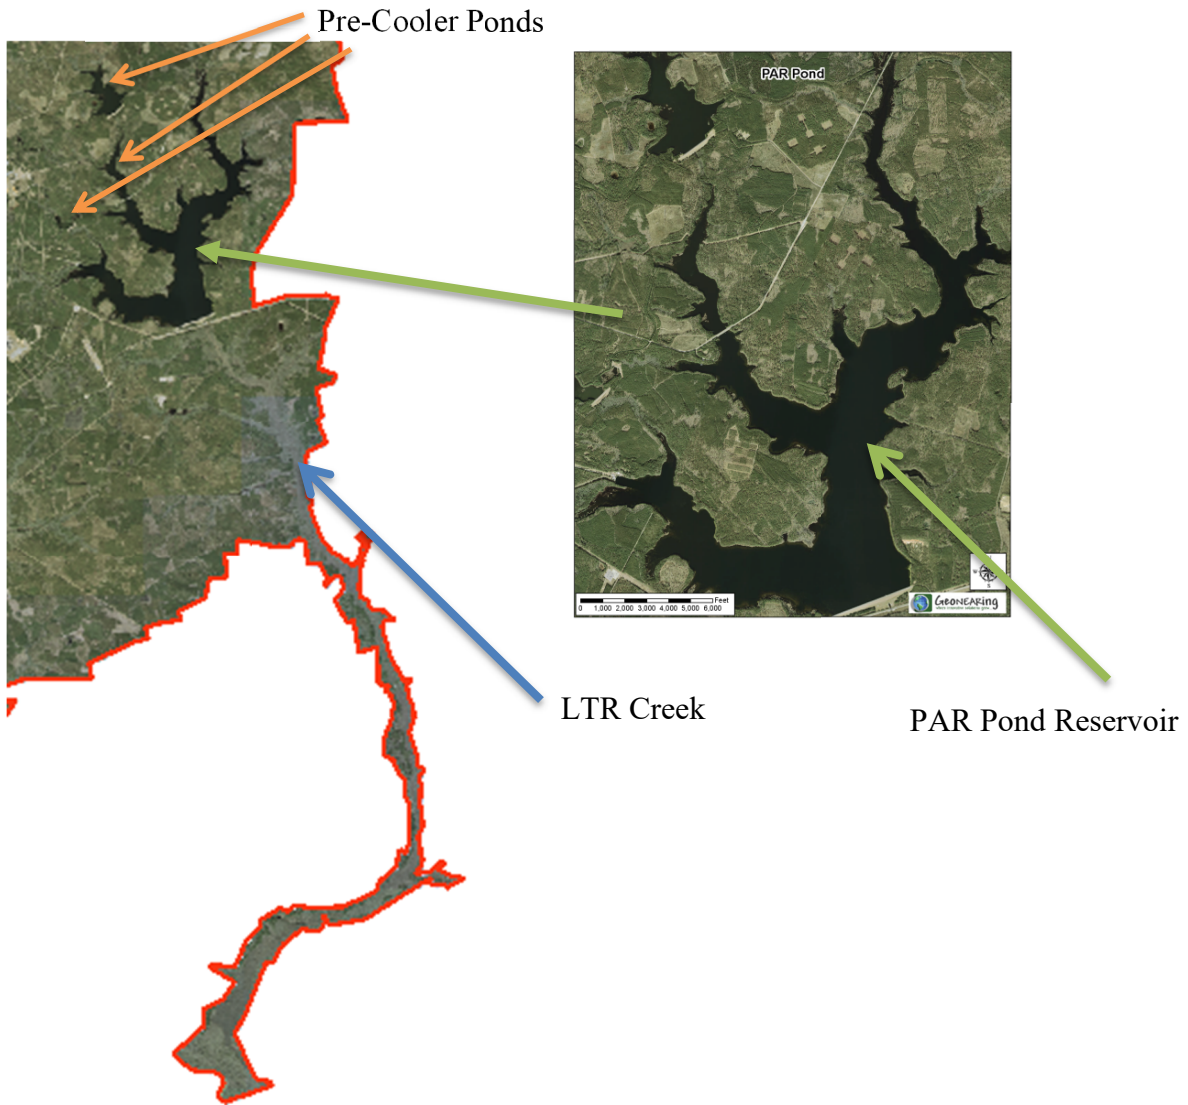 Pre-Cooler Ponds
PAR Pond
Feet
0 1,000 2,000 3,000 4,000 5,000 6,000
W
S
GEONEARING
LTR Creek
PAR Pond Reservoir